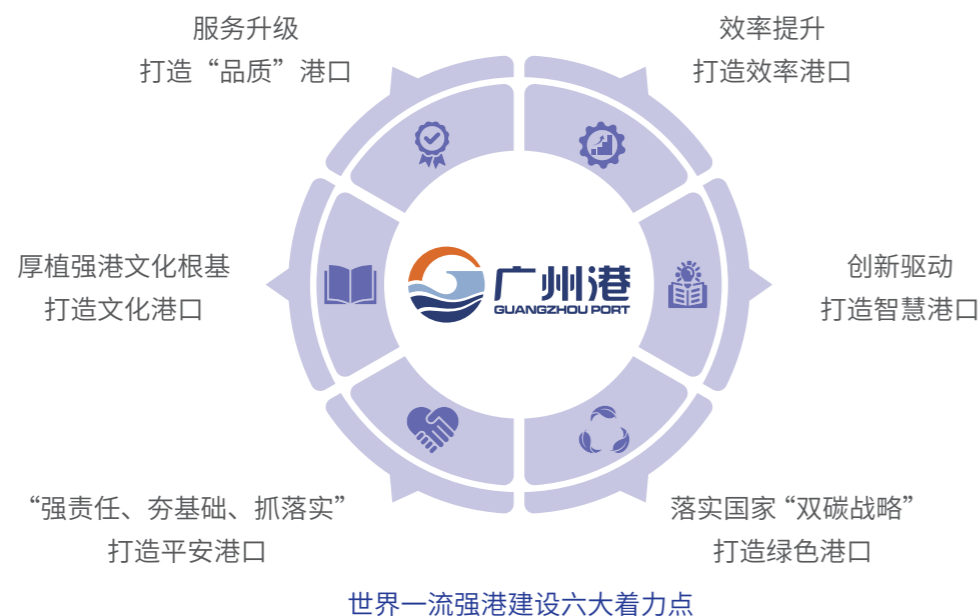 服务升级
打造“品质”港口
效率提升
打造效率港口
厚植强港文化根基
打造文化港口
广州港
GUANGZHOU PORT
创新驱动
打造智慧港口
“强责任、夯基础、抓落实”
打造平安港口
落实国家“双碳战略”
打造绿色港口
世界一流强港建设六大着力点